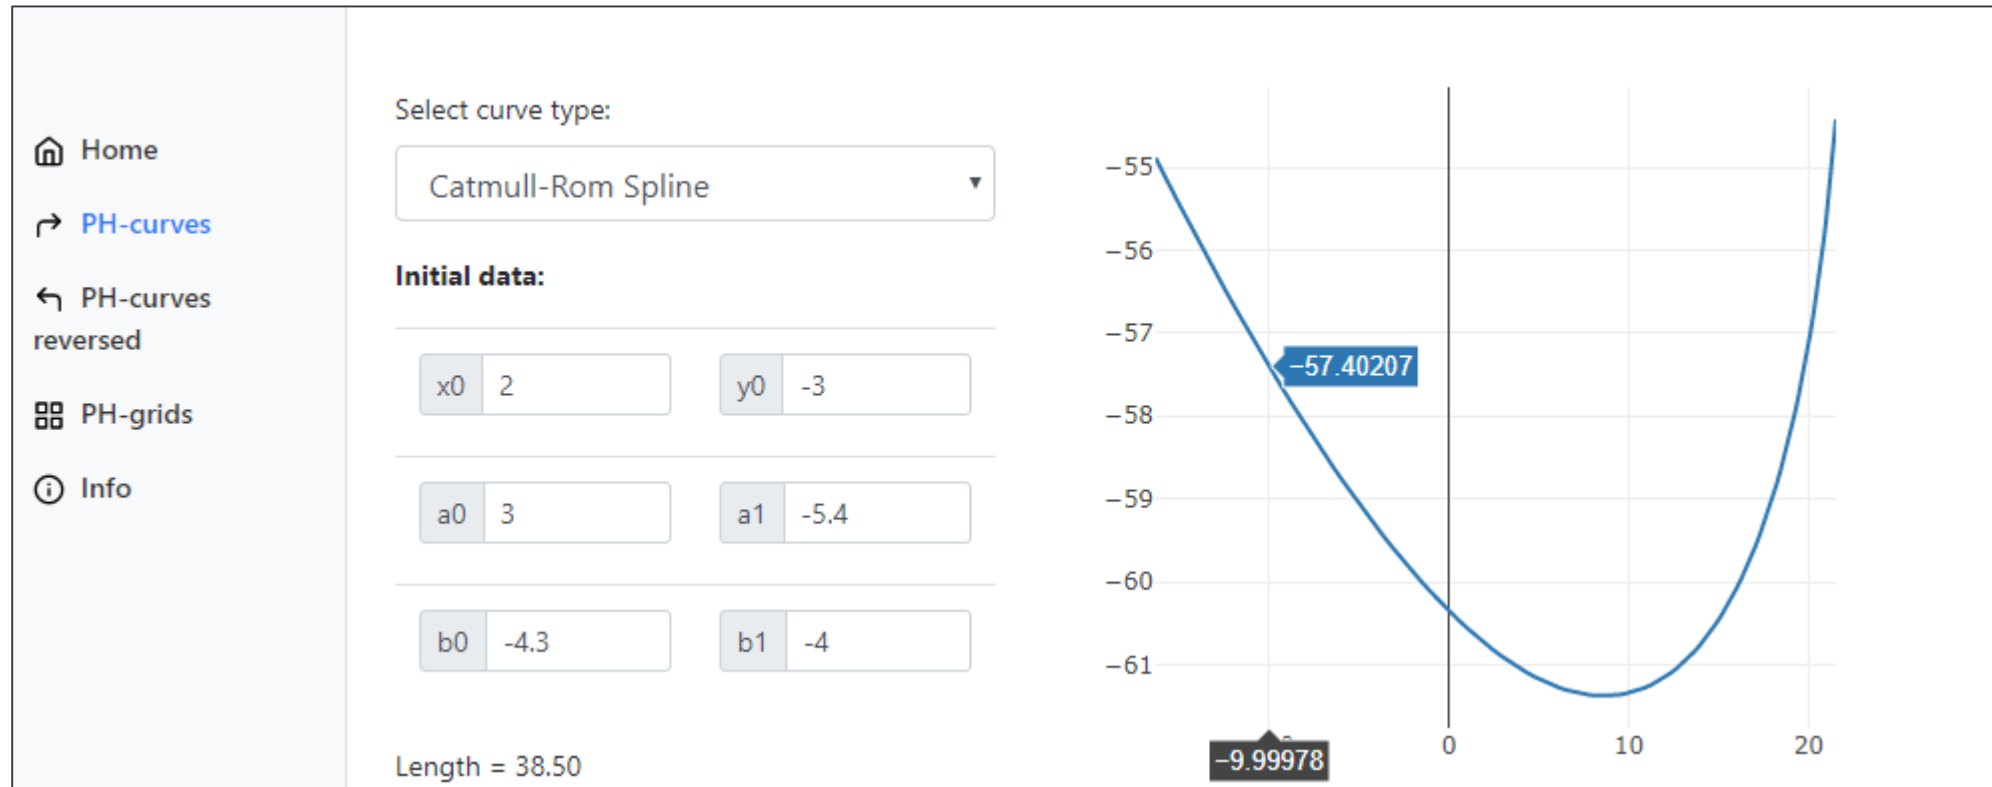 Home
PH-curves
PH-curves
reversed
PH-grids
Info
Select curve type:
Catmull-Rom Spline
Initial data:
x0 2 y0 -3
a0 3 a1 -5.4
b0 -4.3 b1 -4
Length = 38.50
−55
−56
−57
−57.40207
−58
−59
−60
−61
−9.99978 0 10 20